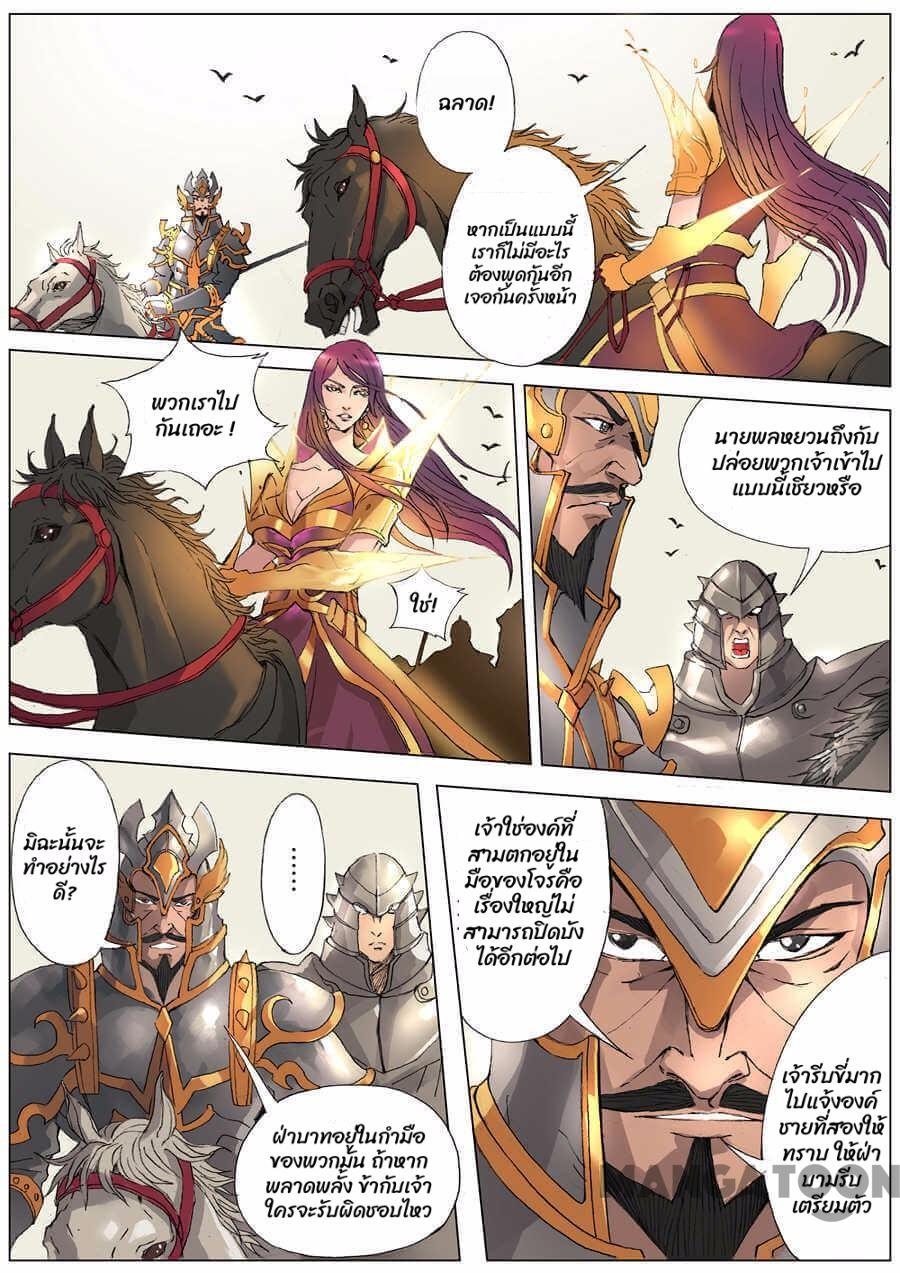 ฉลาด!
หากเป็นแบบนี้
เราก็ไม่มีอะไร
ต้องพูดกันอีก
เจอกันครั้งหน้า
พวกเราไป
กันเถอะ !
ใช่!
นายพลหยวนถึงกับ
ปล่อยพวกเจ้าเข้าไป
แบบนี้เชียวหรือ
มิฉะนั้นจะ
ทำอย่างไร
ดี?
......
ฝ่าบาทอยู่ในกำมือ
ของพวกมัน ถ้าหาก
พลาดพลั้ง ข้ากับเจ้า
ใครจะรับผิดชอบไหว
เจ้าใช่องค์ที่
สามตกอยู่ใน
มือของโจรคือ
เรื่องใหญ่ไม่
สามารถปิดบัง
ได้อีกต่อไป
เจ้ารีบขี่มาก
ไปแจ้งองค์
ชายที่สองให้
ทราบ ให้ฝ่า
บามรีบ
เตรียมตัว
MANGATOON